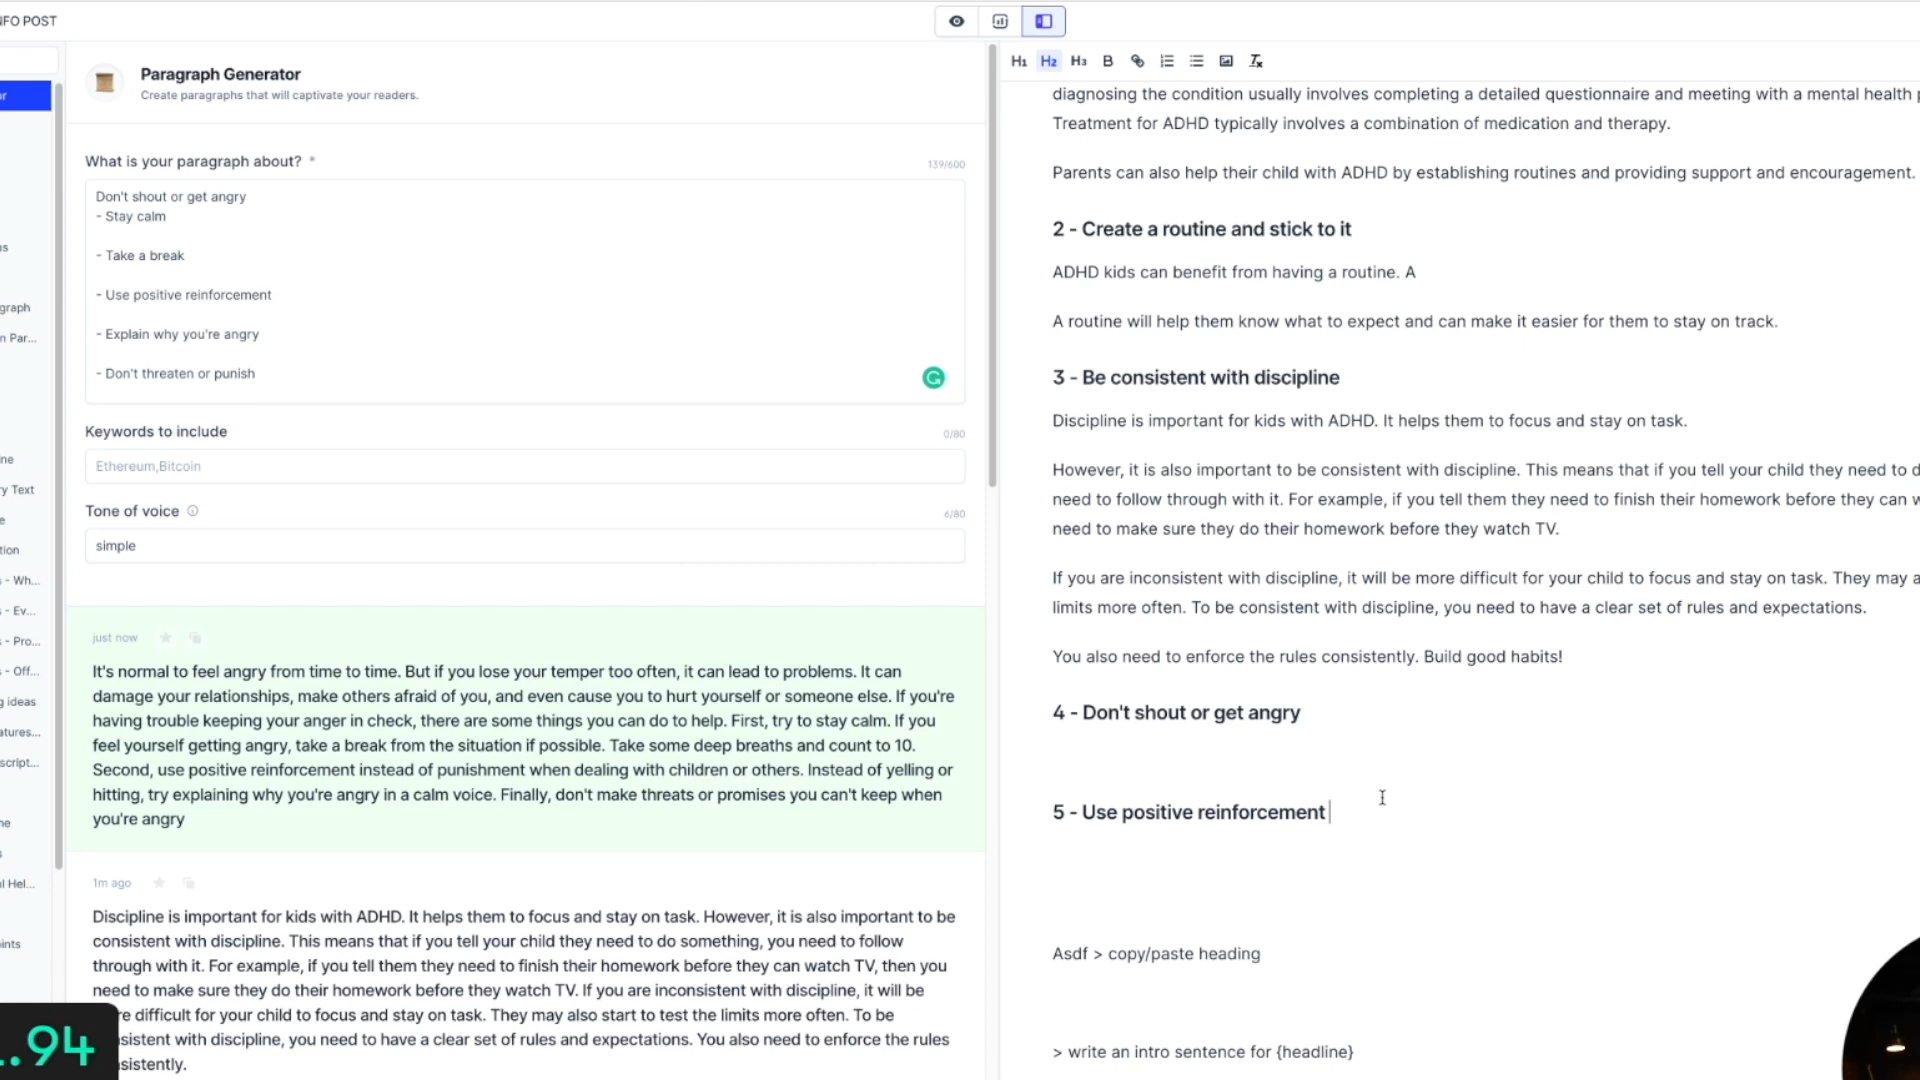 NFO POST
Paragraph Generator
Create paragraphs that will captivate your readers.
What is your paragraph about? *
139/600
Don't shout or get angry
- Stay calm
- Take a break
- Use positive reinforcement
- Explain why you're angry
- Don't threaten or punish
Keywords to include
0/80
Ethereum,Bitcoin
Tone of voice
6/80
simple
just now
It's normal to feel angry from time to time. But if you lose your temper too often, it can lead to problems. It can
damage your relationships, make others afraid of you, and even cause you to hurt yourself or someone else. If you're
having trouble keeping your anger in check, there are some things you can do to help. First, try to stay calm. If you
feel yourself getting angry, take a break from the situation if possible. Take some deep breaths and count to 10.
Second, use positive reinforcement instead of punishment when dealing with children or others. Instead of yelling or
hitting, try explaining why you're angry in a calm voice. Finally, don't make threats or promises you can't keep when
you're angry
1m ago
Discipline is important for kids with ADHD. It helps them to focus and stay on task. However, it is also important to be
consistent with discipline. This means that if you tell your child they need to do something, you need to follow
through with it. For example, if you tell them they need to finish their homework before they can watch TV, then you
need to make sure they do their homework before they watch TV. If you are inconsistent with discipline, it will be
re difficult for your child to focus and stay on task. They may also start to test the limits more often. To be
nsistent with discipline, you need to have a clear set of rules and expectations. You also need to enforce the rules
nsistently.
.94
or
ns
graph
n Par...
ine
ry Text
e
tion
s - Wh...
s - Ev...
s - Pro...
s - Off...
g ideas
atures...
script...
ne
s
l Hel...
oints
H1 H2 H3 B
diagnosing the condition usually involves completing a detailed questionnaire and meeting with a mental health p
Treatment for ADHD typically involves a combination of medication and therapy.
Parents can also help their child with ADHD by establishing routines and providing support and encouragement.
2 - Create a routine and stick to it
ADHD kids can benefit from having a routine. A
A routine will help them know what to expect and can make it easier for them to stay on track.
3 - Be consistent with discipline
Discipline is important for kids with ADHD. It helps them to focus and stay on task.
However, it is also important to be consistent with discipline. This means that if you tell your child they need to d
need to follow through with it. For example, if you tell them they need to finish their homework before they can w
need to make sure they do their homework before they watch TV.
If you are inconsistent with discipline, it will be more difficult for your child to focus and stay on task. They may a
limits more often. To be consistent with discipline, you need to have a clear set of rules and expectations.
You also need to enforce the rules consistently. Build good habits!
4 - Don't shout or get angry
5 - Use positive reinforcement
Asdf > copy/paste heading
> write an intro sentence for {headline}